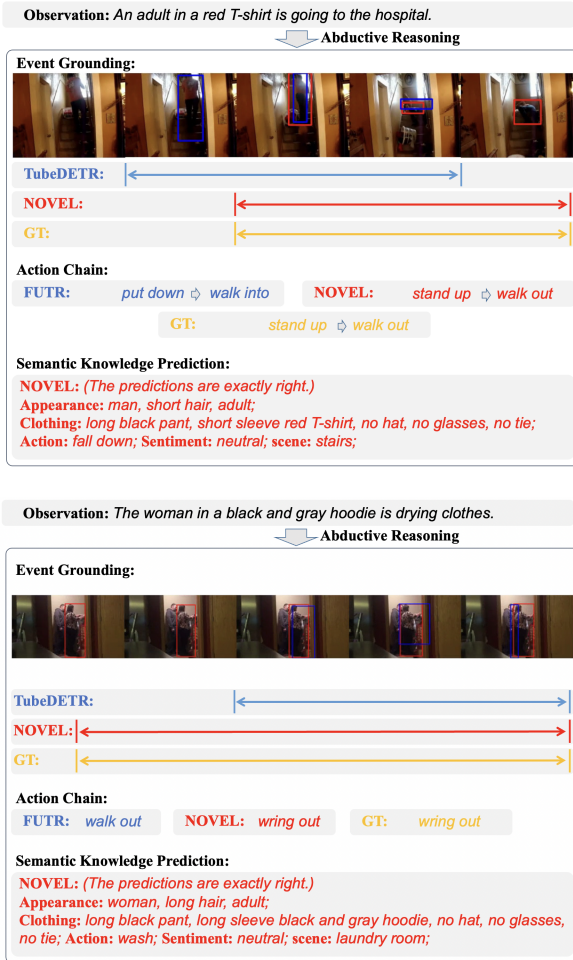 Observation: An adult in a red T-shirt is going to the hospital.
Abductive Reasoning
Event Grounding:
TubeDETR:
NOVEL:
GT:
Action Chain:
FUTR: put down ⇨ walk into NOVEL: stand up ⇨ walk out
GT: stand up ⇨ walk out
Semantic Knowledge Prediction:
NOVEL: (The predictions are exactly right.)
Appearance: man, short hair, adult;
Clothing: long black pant, short sleeve red T-shirt, no hat, no glasses, no tie;
Action: fall down; Sentiment: neutral; scene: stairs;
Observation: The woman in a black and gray hoodie is drying clothes.
Abductive Reasoning
Event Grounding:
TubeDETR:
NOVEL:
GT:
Action Chain:
FUTR: walk out NOVEL: wring out GT: wring out
Semantic Knowledge Prediction:
NOVEL: (The predictions are exactly right.)
Appearance: woman, long hair, adult;
Clothing: long black pant, long sleeve black and gray hoodie, no hat, no glasses,
no tie; Action: wash; Sentiment: neutral; scene: laundry room;